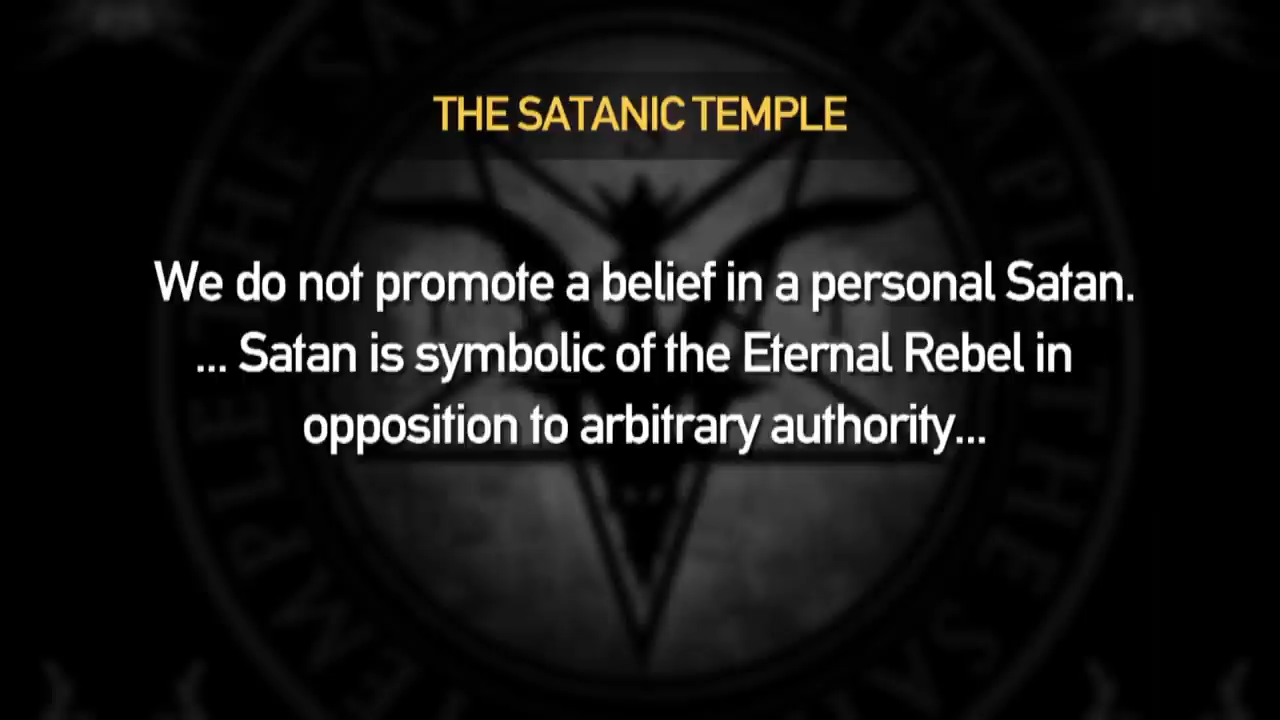 THE SATANIC TEMPLE
We do not promote a belief in a personal Satan.
... Satan is symbolic of the Eternal Rebel in
opposition to arbitrary authority...